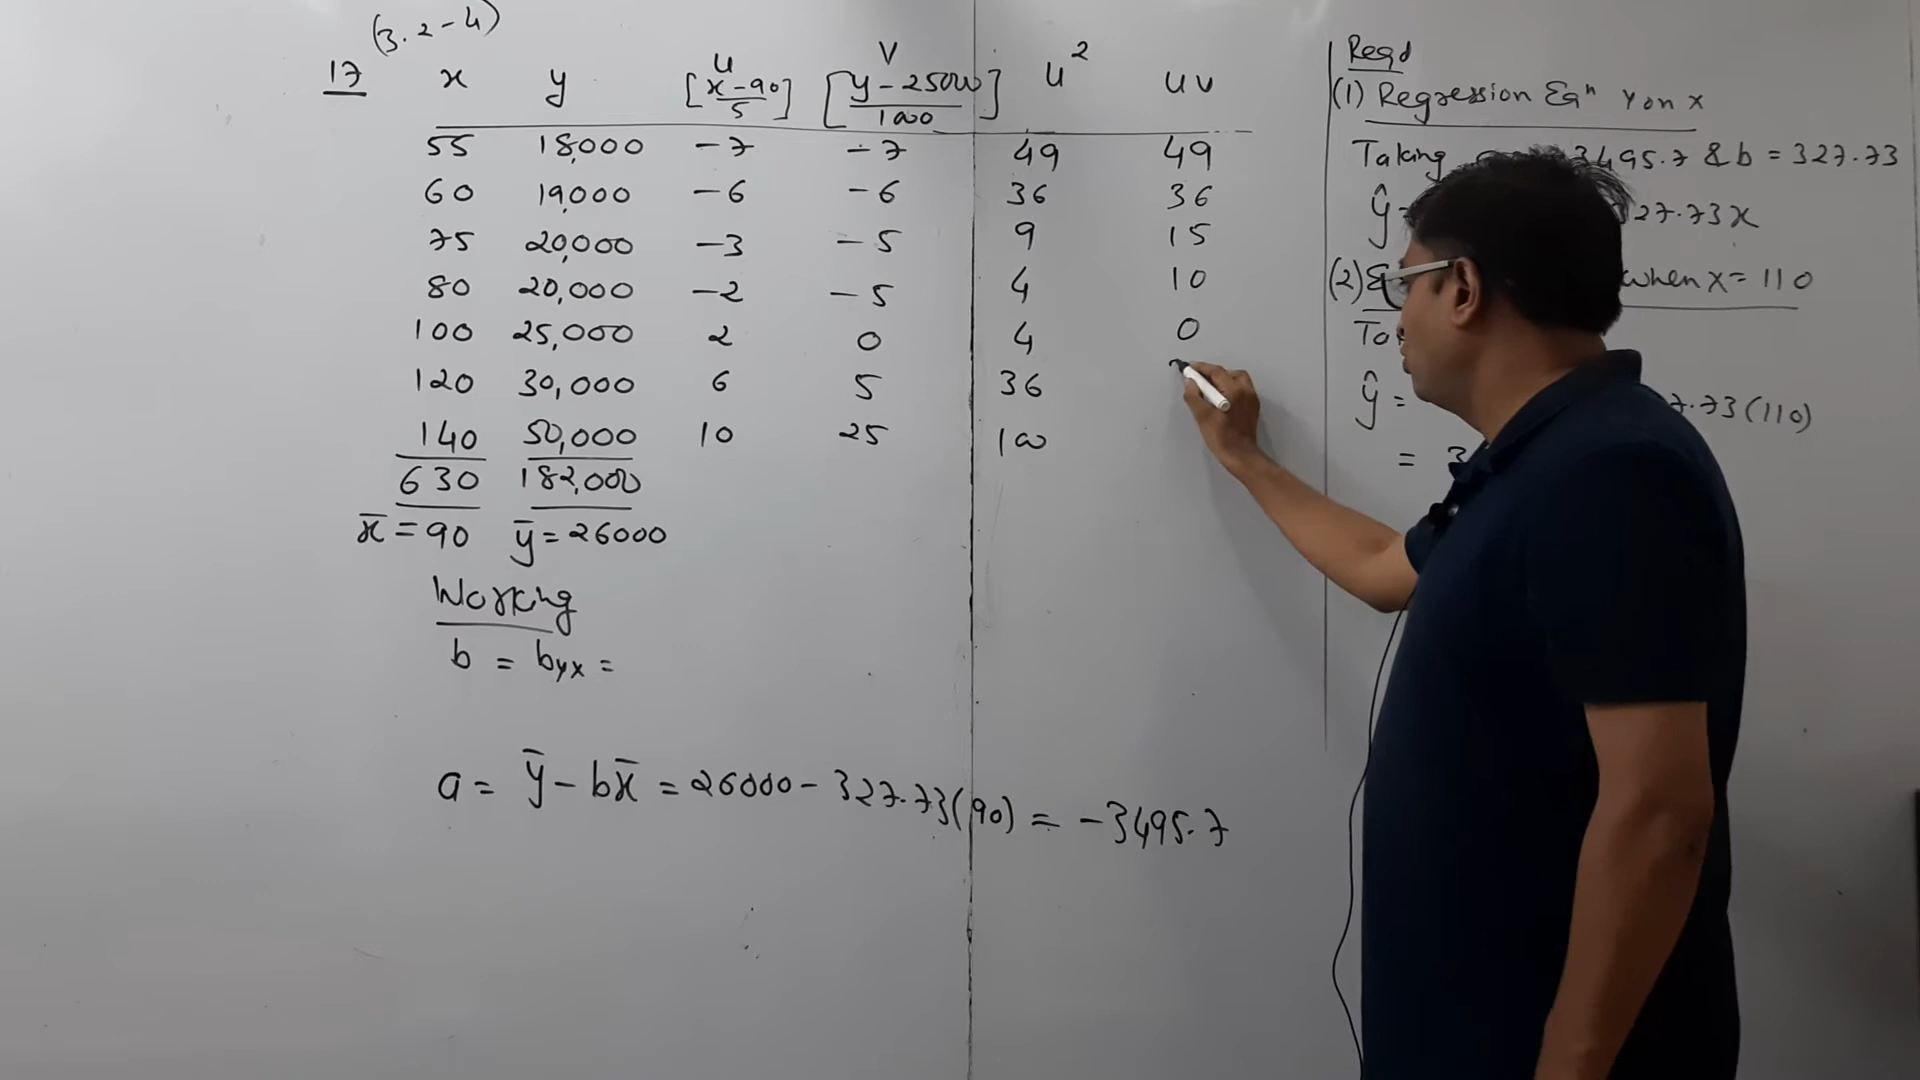 (3.2-4)
17 x y u [x-90/5] v [y-25000/1000] u² uv
55 18,000 -7 -7 49 49
60 19,000 -6 -6 36 36
75 20,000 -3 -5 9 15
80 20,000 -2 -5 4 10
100 25,000 2 0 4 0
120 30,000 6 5 36
140 50,000 10 25 100
630 182,000
x̄ = 90 ȳ = 26000
Working
b = byx =
a = ȳ - bx̄ = 26000 - 327.73(90) = -3495.7
Reqd
(1) Regression Eqⁿ Y on X
Taking 3495.7 & b = 327.73
ŷ = 327.73x
(2) when x = 110
ŷ = 7.73(110)
= 3